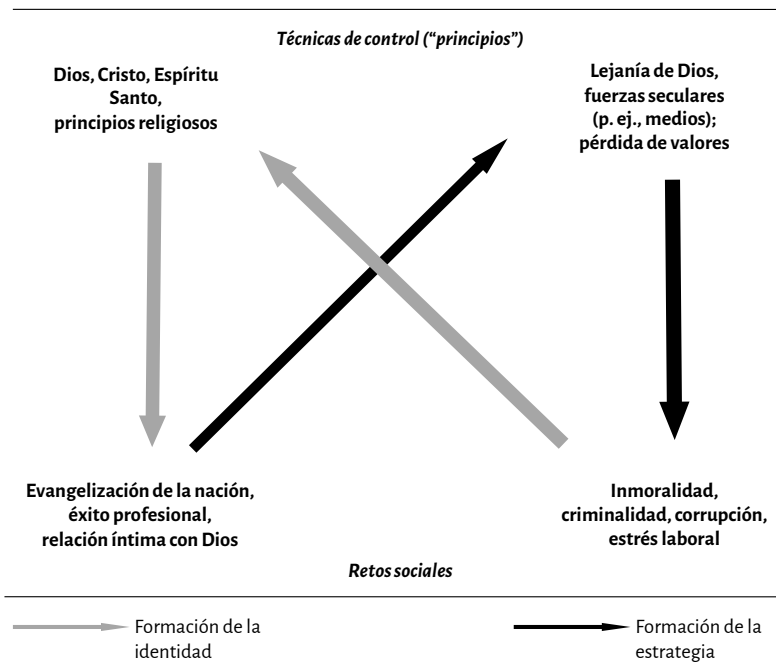 Técnicas de control (“principios”)
Dios, Cristo, Espíritu
Santo,
principios religiosos
Lejanía de Dios,
fuerzas seculares
(p. ej., medios);
pérdida de valores
Evangelización de la nación,
éxito profesional,
relación íntima con Dios
Inmoralidad,
criminalidad, corrupción,
estrés laboral
Retos sociales
Formación de la
identidad
Formación de la
estrategia